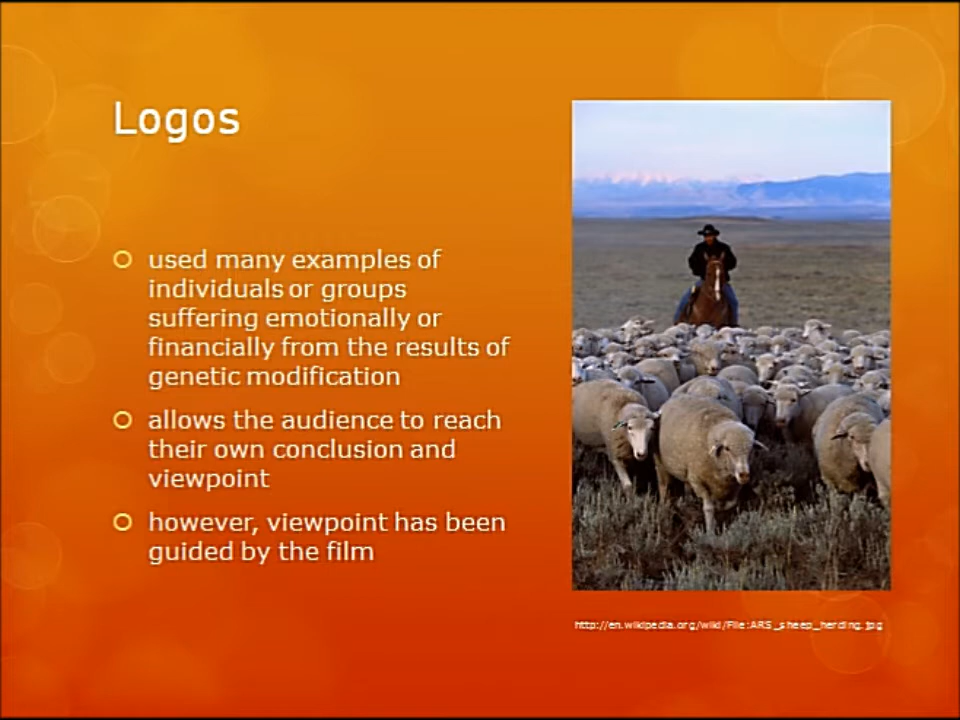 Logos
used many examples of
individuals or groups
suffering emotionally or
financially from the results of
genetic modification
allows the audience to reach
their own conclusion and
viewpoint
however, viewpoint has been
guided by the film
http://en.wikipedia.org/wiki/File:ARS_sheep_herding.jpg